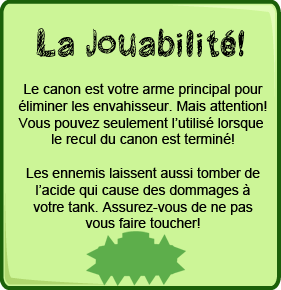 La Jouabilité!
Le canon est votre arme principal pour
éliminer les envahisseur. Mais attention!
Vous pouvez seulement l'utilisé lorsque
le recul du canon est terminé!
Les ennemis laissent aussi tomber de
l'acide qui cause des dommages à
votre tank. Assurez-vous de ne pas
vous faire toucher!